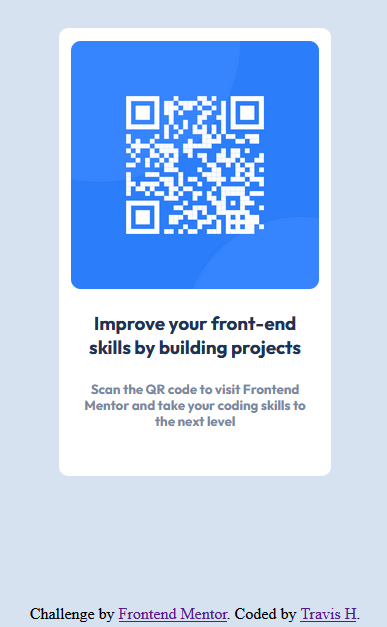 Improve your front-end
skills by building projects
Scan the QR code to visit Frontend
Mentor and take your coding skills to
the next level
Challenge by Frontend Mentor. Coded by Travis H.